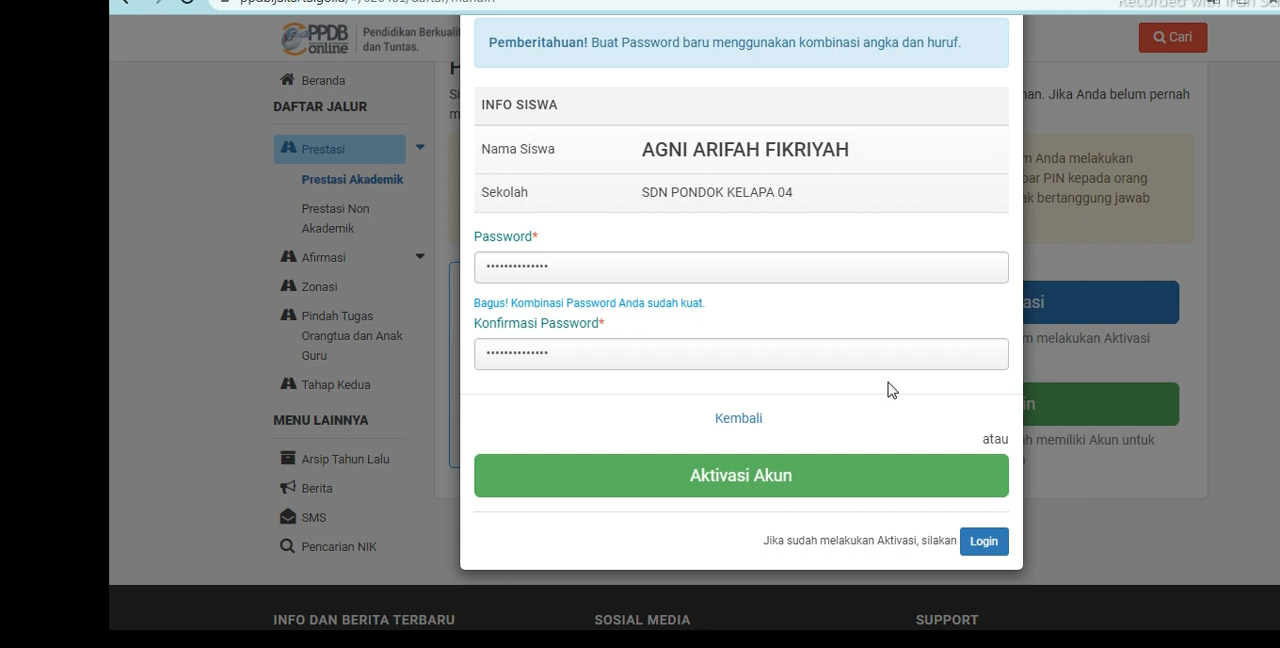 PPDB online
Pendidikan Berkuali
dan Tuntas.
Cari
Beranda
DAFTAR JALUR
Prestasi
Prestasi Akademik
Prestasi Non
Akademik
Afirmasi
Zonasi
Pindah Tugas
Orangtua dan Anak
Guru
Tahap Kedua
MENU LAINNYA
Arsip Tahun Lalu
Berita
SMS
Pencarian NIK
Pemberitahuan! Buat Password baru menggunakan kombinasi angka dan huruf.
INFO SISWA
Nama Siswa AGNI ARIFAH FIKRIYAH
Sekolah SDN PONDOK KELAPA 04
Password*
••••••••••••••
Bagus! Kombinasi Password Anda sudah kuat.
Konfirmasi Password*
••••••••••••••
Kembali
atau
Aktivasi Akun
Jika sudah melakukan Aktivasi, silakan Login
Jika Anda belum pernah
m Anda melakukan
bar PIN kepada orang
ak bertanggung jawab
asi
m melakukan Aktivasi
in
ah memiliki Akun untuk
INFO DAN BERITA TERBARU
SOSIAL MEDIA
SUPPORT